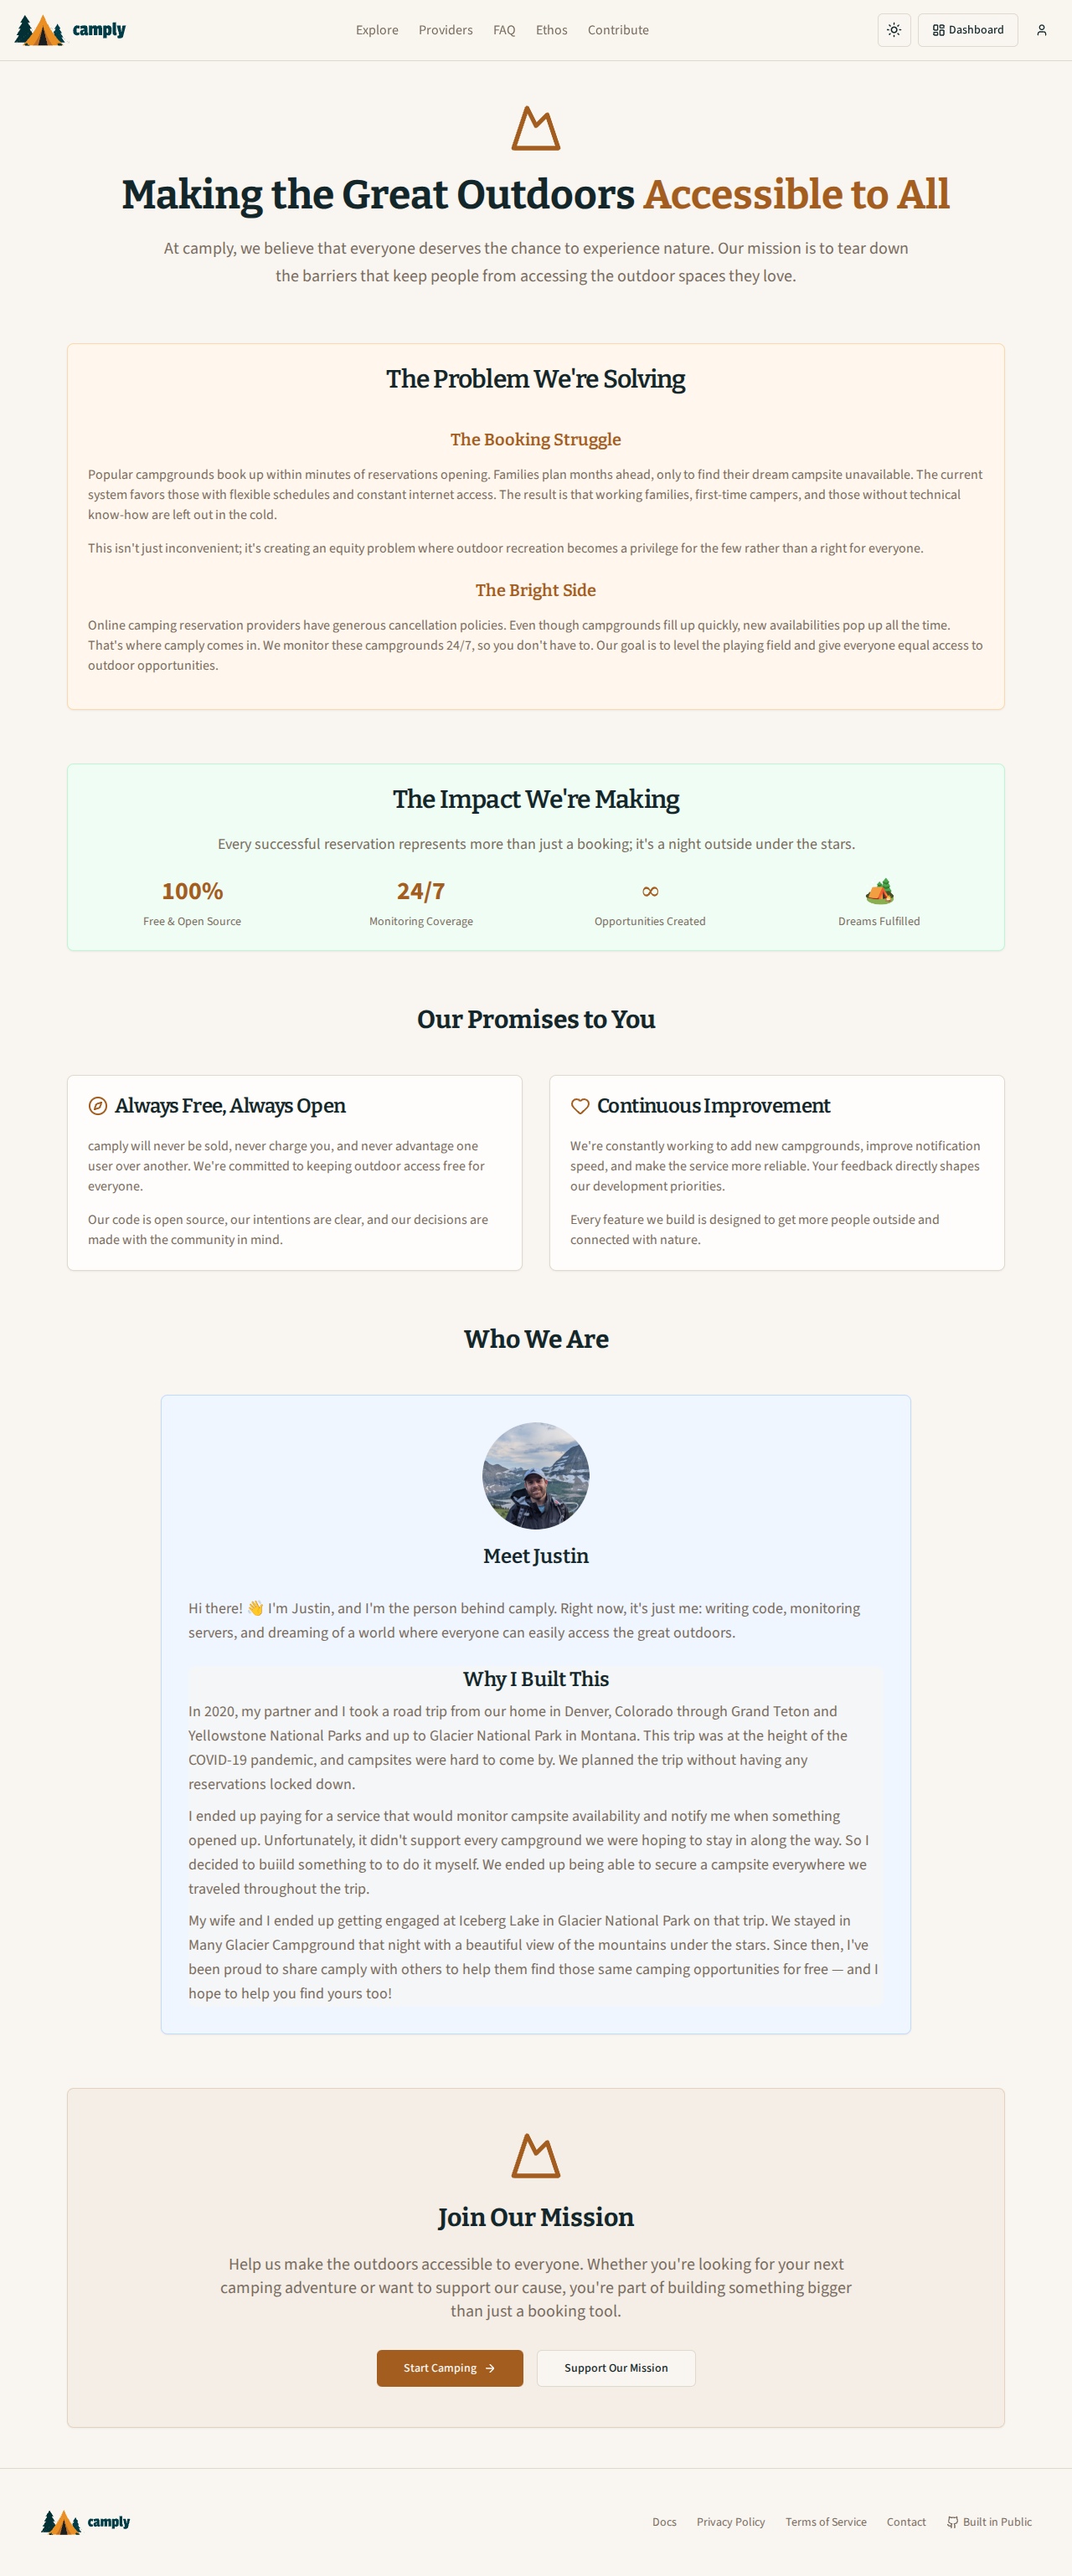 camply
Explore
Providers
FAQ
Ethos
Contribute
Dashboard
Making the Great Outdoors Accessible to All
At camply, we believe that everyone deserves the chance to experience nature. Our mission is to tear down
the barriers that keep people from accessing the outdoor spaces they love.
The Problem We're Solving
The Booking Struggle
Popular campgrounds book up within minutes of reservations opening. Families plan months ahead, only to find their dream campsite unavailable. The current
system favors those with flexible schedules and constant internet access. The result is that working families, first-time campers, and those without technical
know-how are left out in the cold.
This isn't just inconvenient; it's creating an equity problem where outdoor recreation becomes a privilege for the few rather than a right for everyone.
The Bright Side
Online camping reservation providers have generous cancellation policies. Even though campgrounds fill up quickly, new availabilities pop up all the time.
That's where camply comes in. We monitor these campgrounds 24/7, so you don't have to. Our goal is to level the playing field and give everyone equal access to
outdoor opportunities.
The Impact We're Making
Every successful reservation represents more than just a booking; it's a night outside under the stars.
100%
Free & Open Source
24/7
Monitoring Coverage
∞
Opportunities Created
🏕️
Dreams Fulfilled
Our Promises to You
Always Free, Always Open
camply will never be sold, never charge you, and never advantage one
user over another. We're committed to keeping outdoor access free for
everyone.
Our code is open source, our intentions are clear, and our decisions are
made with the community in mind.
Continuous Improvement
We're constantly working to add new campgrounds, improve notification
speed, and make the service more reliable. Your feedback directly shapes
our development priorities.
Every feature we build is designed to get more people outside and
connected with nature.
Who We Are
Meet Justin
Hi there! 👋 I'm Justin, and I'm the person behind camply. Right now, it's just me: writing code, monitoring
servers, and dreaming of a world where everyone can easily access the great outdoors.
Why I Built This
In 2020, my partner and I took a road trip from our home in Denver, Colorado through Grand Teton and
Yellowstone National Parks and up to Glacier National Park in Montana. This trip was at the height of the
COVID-19 pandemic, and campsites were hard to come by. We planned the trip without having any
reservations locked down.
I ended up paying for a service that would monitor campsite availability and notify me when something
opened up. Unfortunately, it didn't support every campground we were hoping to stay in along the way. So I
decided to buiild something to to do it myself. We ended up being able to secure a campsite everywhere we
traveled throughout the trip.
My wife and I ended up getting engaged at Iceberg Lake in Glacier National Park on that trip. We stayed in
Many Glacier Campground that night with a beautiful view of the mountains under the stars. Since then, I've
been proud to share camply with others to help them find those same camping opportunities for free — and I
hope to help you find yours too!
Join Our Mission
Help us make the outdoors accessible to everyone. Whether you're looking for your next
camping adventure or want to support our cause, you're part of building something bigger
than just a booking tool.
Start Camping
Support Our Mission
camply
Docs
Privacy Policy
Terms of Service
Contact
Built in Public